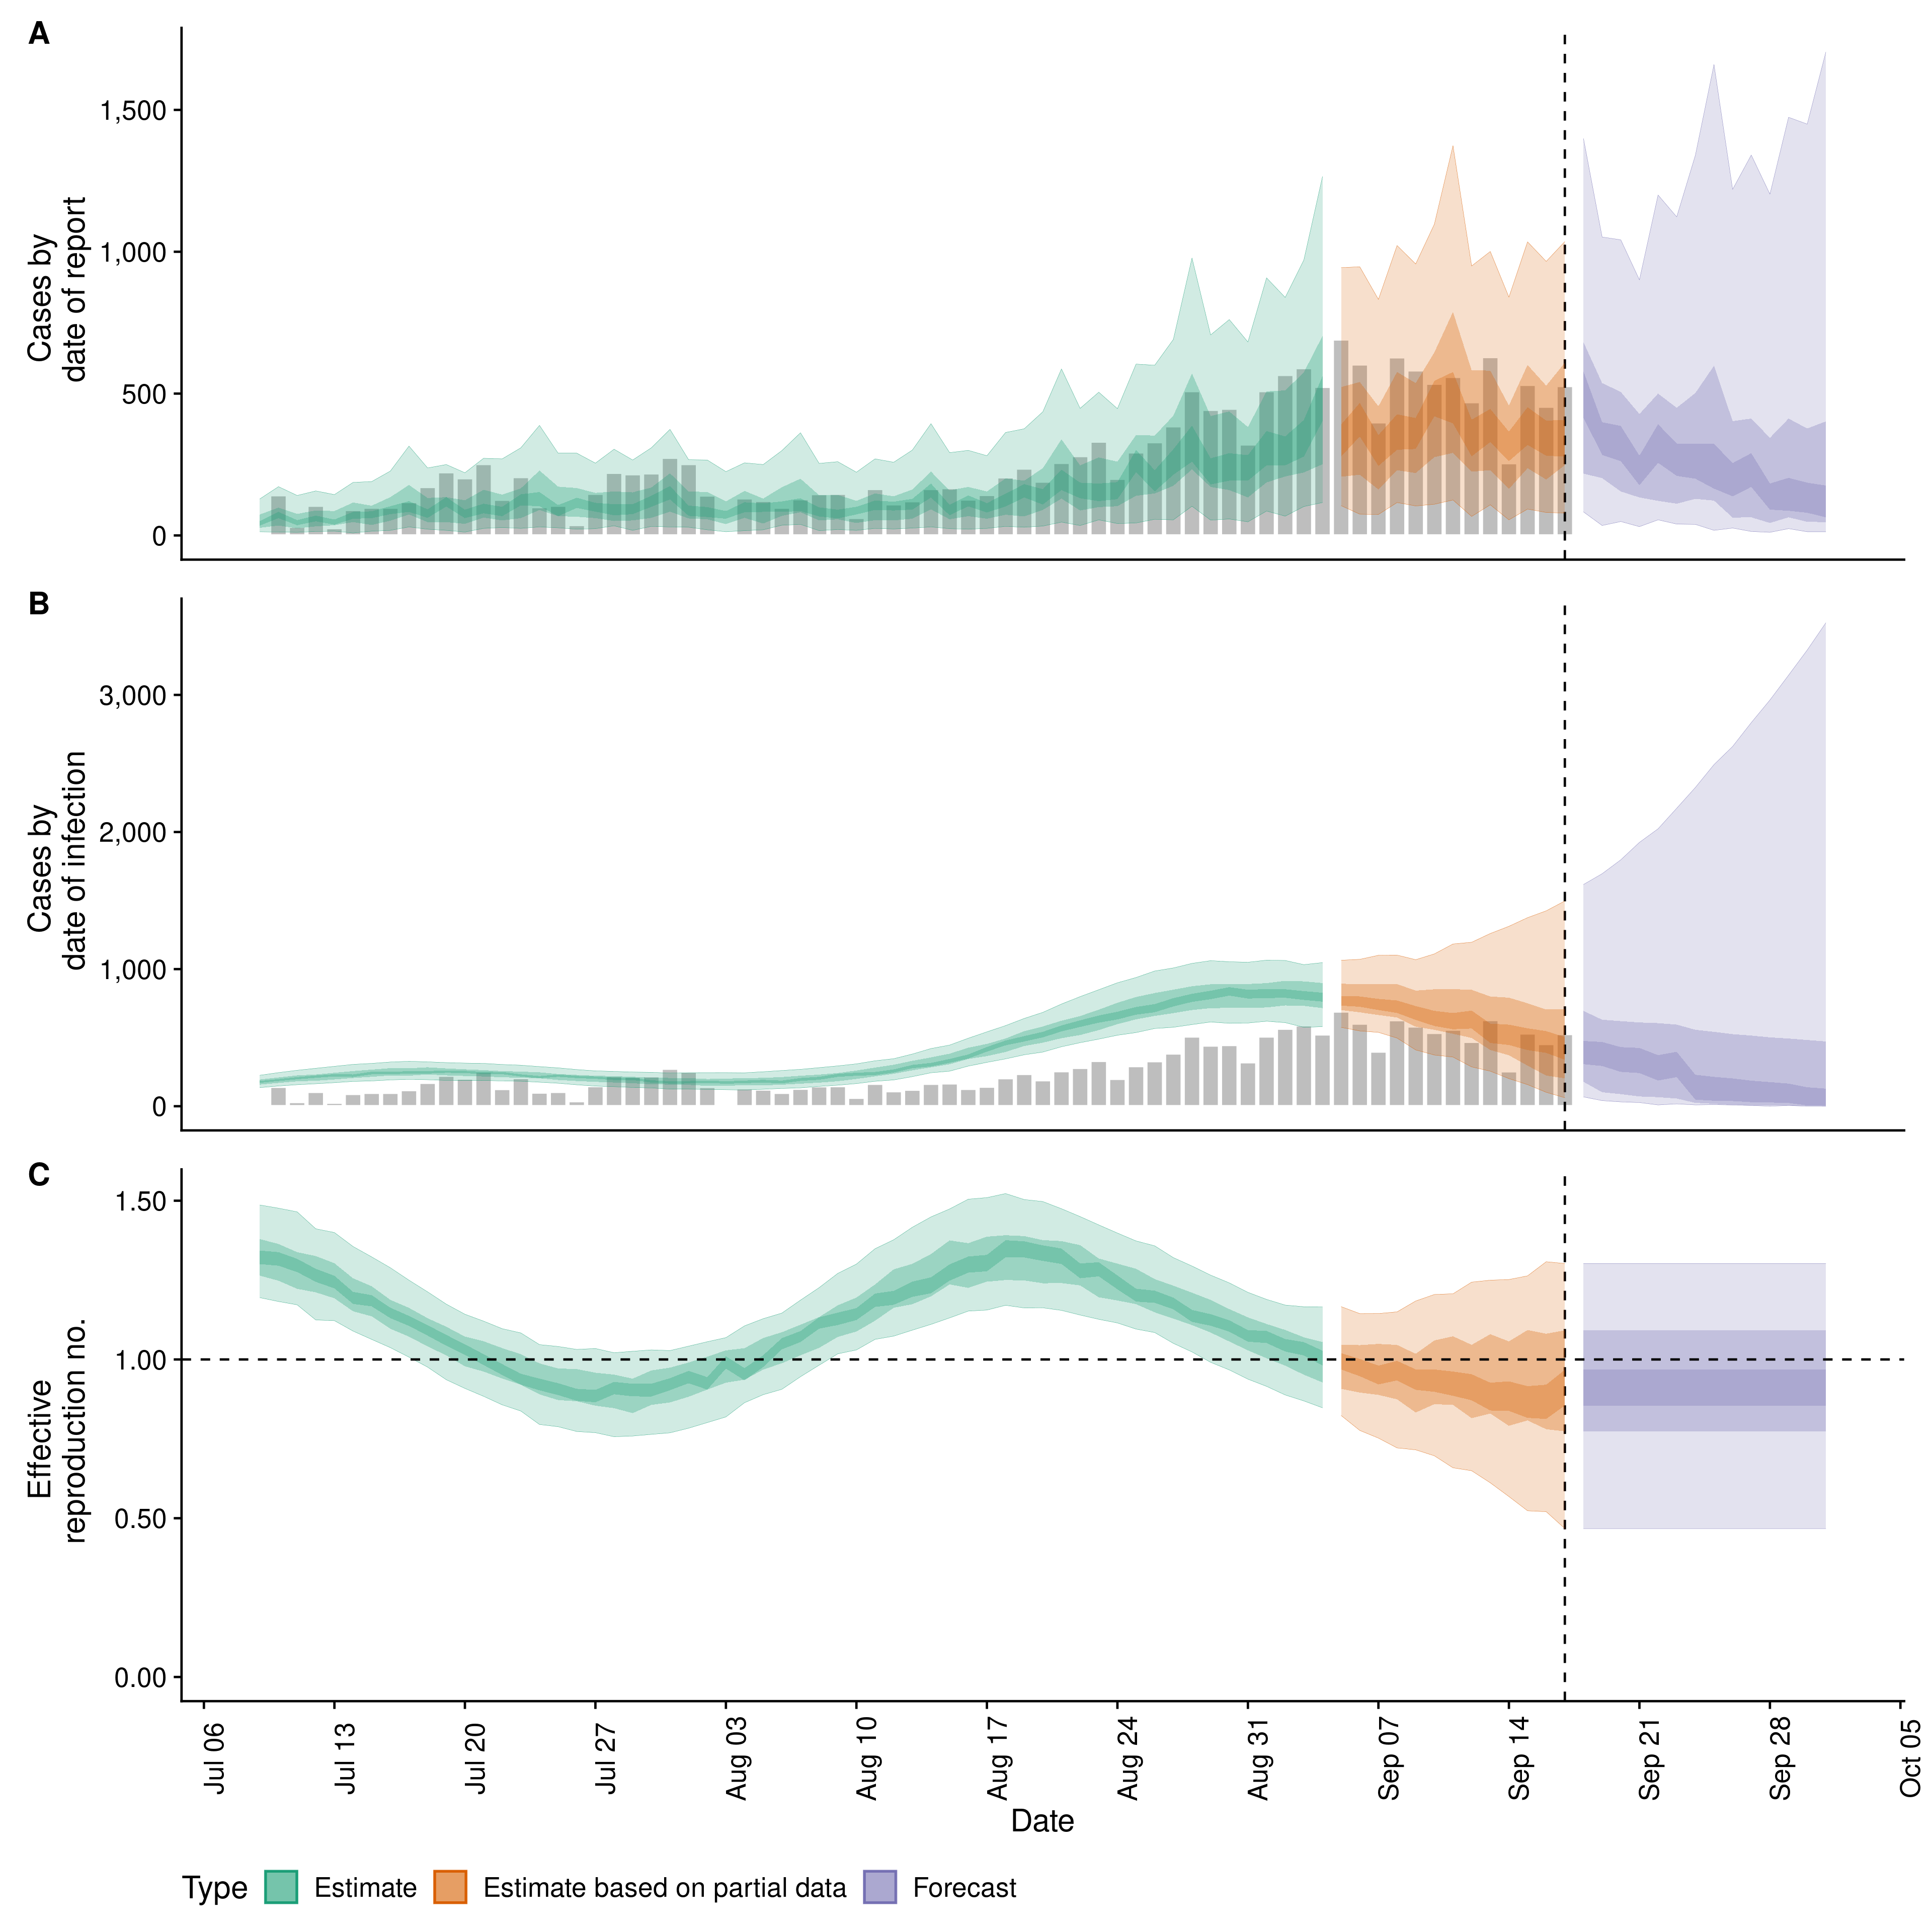 A
Cases by
date of report
1,500
1,000
500
0
B
Cases by
date of infection
3,000
2,000
1,000
0
C
Effective
reproduction no.
1.50
1.00
0.50
0.00
Jul 06
Jul 13
Jul 20
Jul 27
Aug 03
Aug 10
Aug 17
Aug 24
Aug 31
Sep 07
Sep 14
Sep 21
Sep 28
Oct 05
Date
Type Estimate Estimate based on partial data Forecast